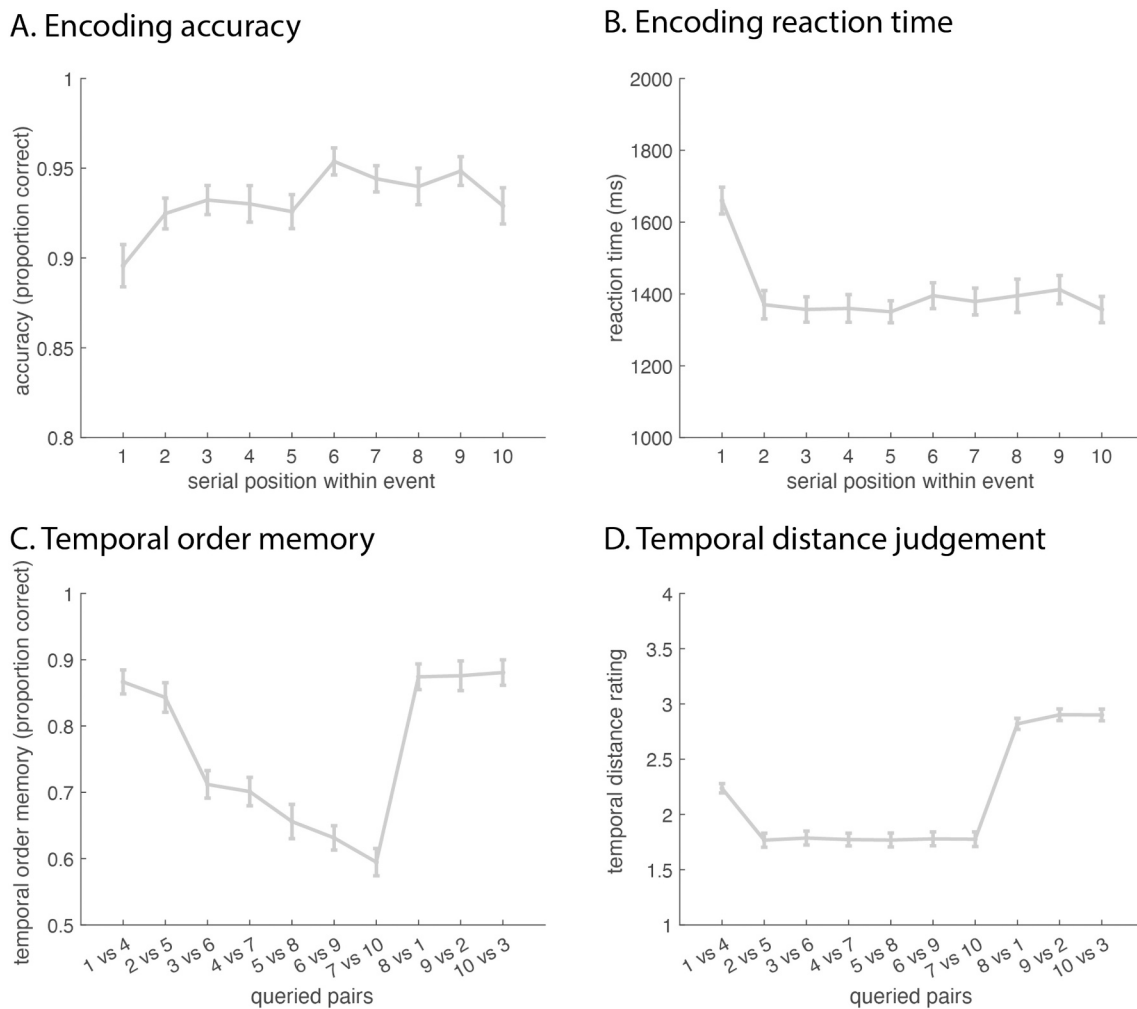 A. Encoding accuracy
1
0.95
0.9
0.85
0.8
accuracy (proportion correct)
1 2 3 4 5 6 7 8 9 10
serial position within event
B. Encoding reaction time
2000
1800
1600
1400
1200
1000
reaction time (ms)
1 2 3 4 5 6 7 8 9 10
serial position within event
C. Temporal order memory
1
0.9
0.8
0.7
0.6
0.5
temporal order memory (proportion correct)
1 vs 4
2 vs 5
3 vs 6
4 vs 7
5 vs 8
6 vs 9
7 vs 10
8 vs 1
9 vs 2
10 vs 3
queried pairs
D. Temporal distance judgement
4
3.5
3
2.5
2
1.5
1
temporal distance rating
1 vs 4
2 vs 5
3 vs 6
4 vs 7
5 vs 8
6 vs 9
7 vs 10
8 vs 1
9 vs 2
10 vs 3
queried pairs